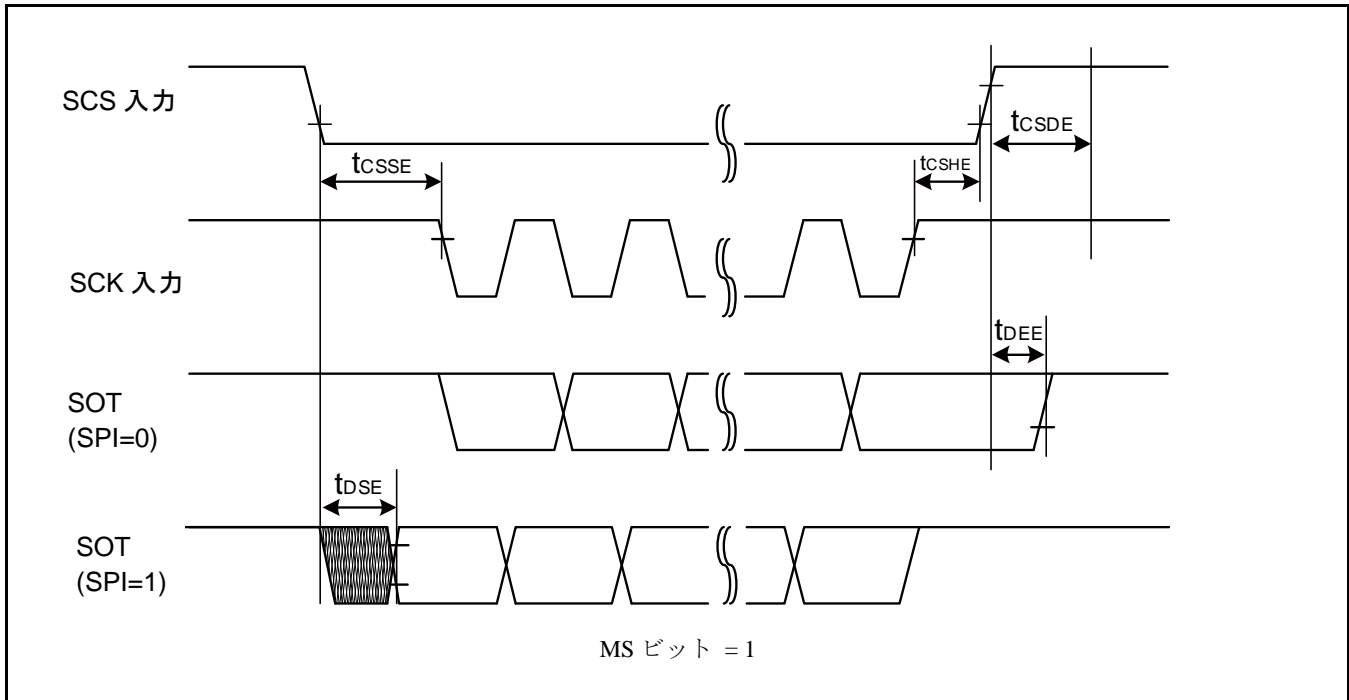 SCS 入力
tCSSE
tCSHE
tCSDE
SCK 入力
tDEE
SOT
(SPI=0)
tDSE
SOT
(SPI=1)
MS ビット = 1